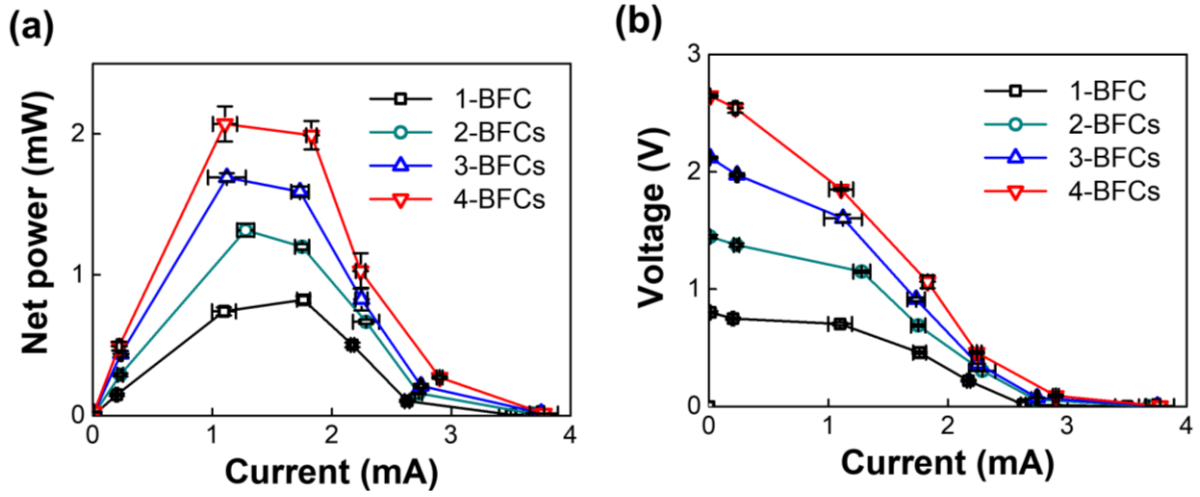 (a)
Net power (mW)
2
1
0
0 1 2 3 4
Current (mA)
1-BFC
2-BFCs
3-BFCs
4-BFCs
(b)
Voltage (V)
3
2
1
0
0 1 2 3 4
Current (mA)
1-BFC
2-BFCs
3-BFCs
4-BFCs